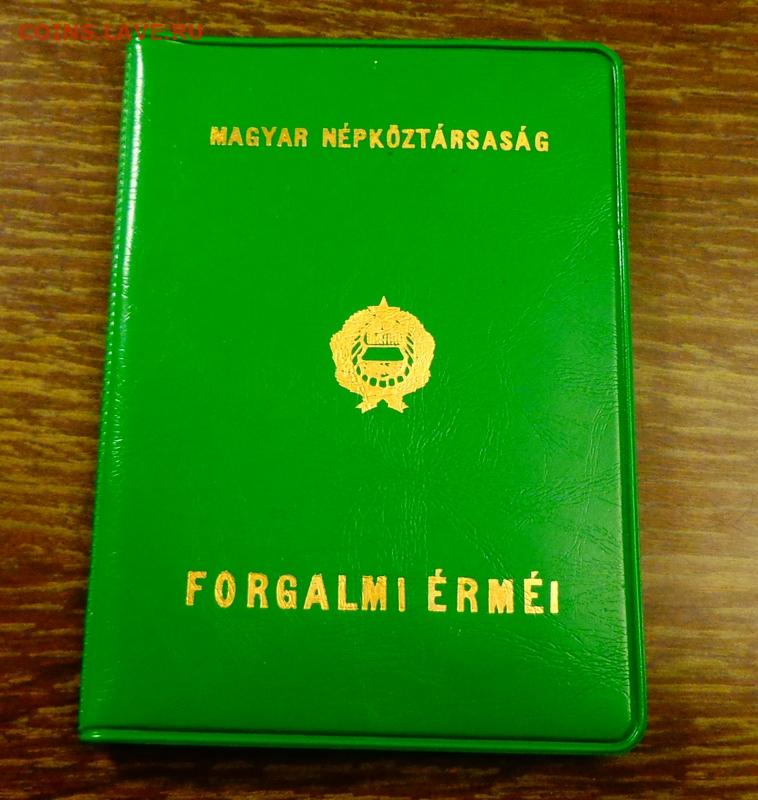 COINS.LAVE.RU
MAGYAR NÉPKÖZTÁRSASÁG
FORGALMI ÉRMÉI